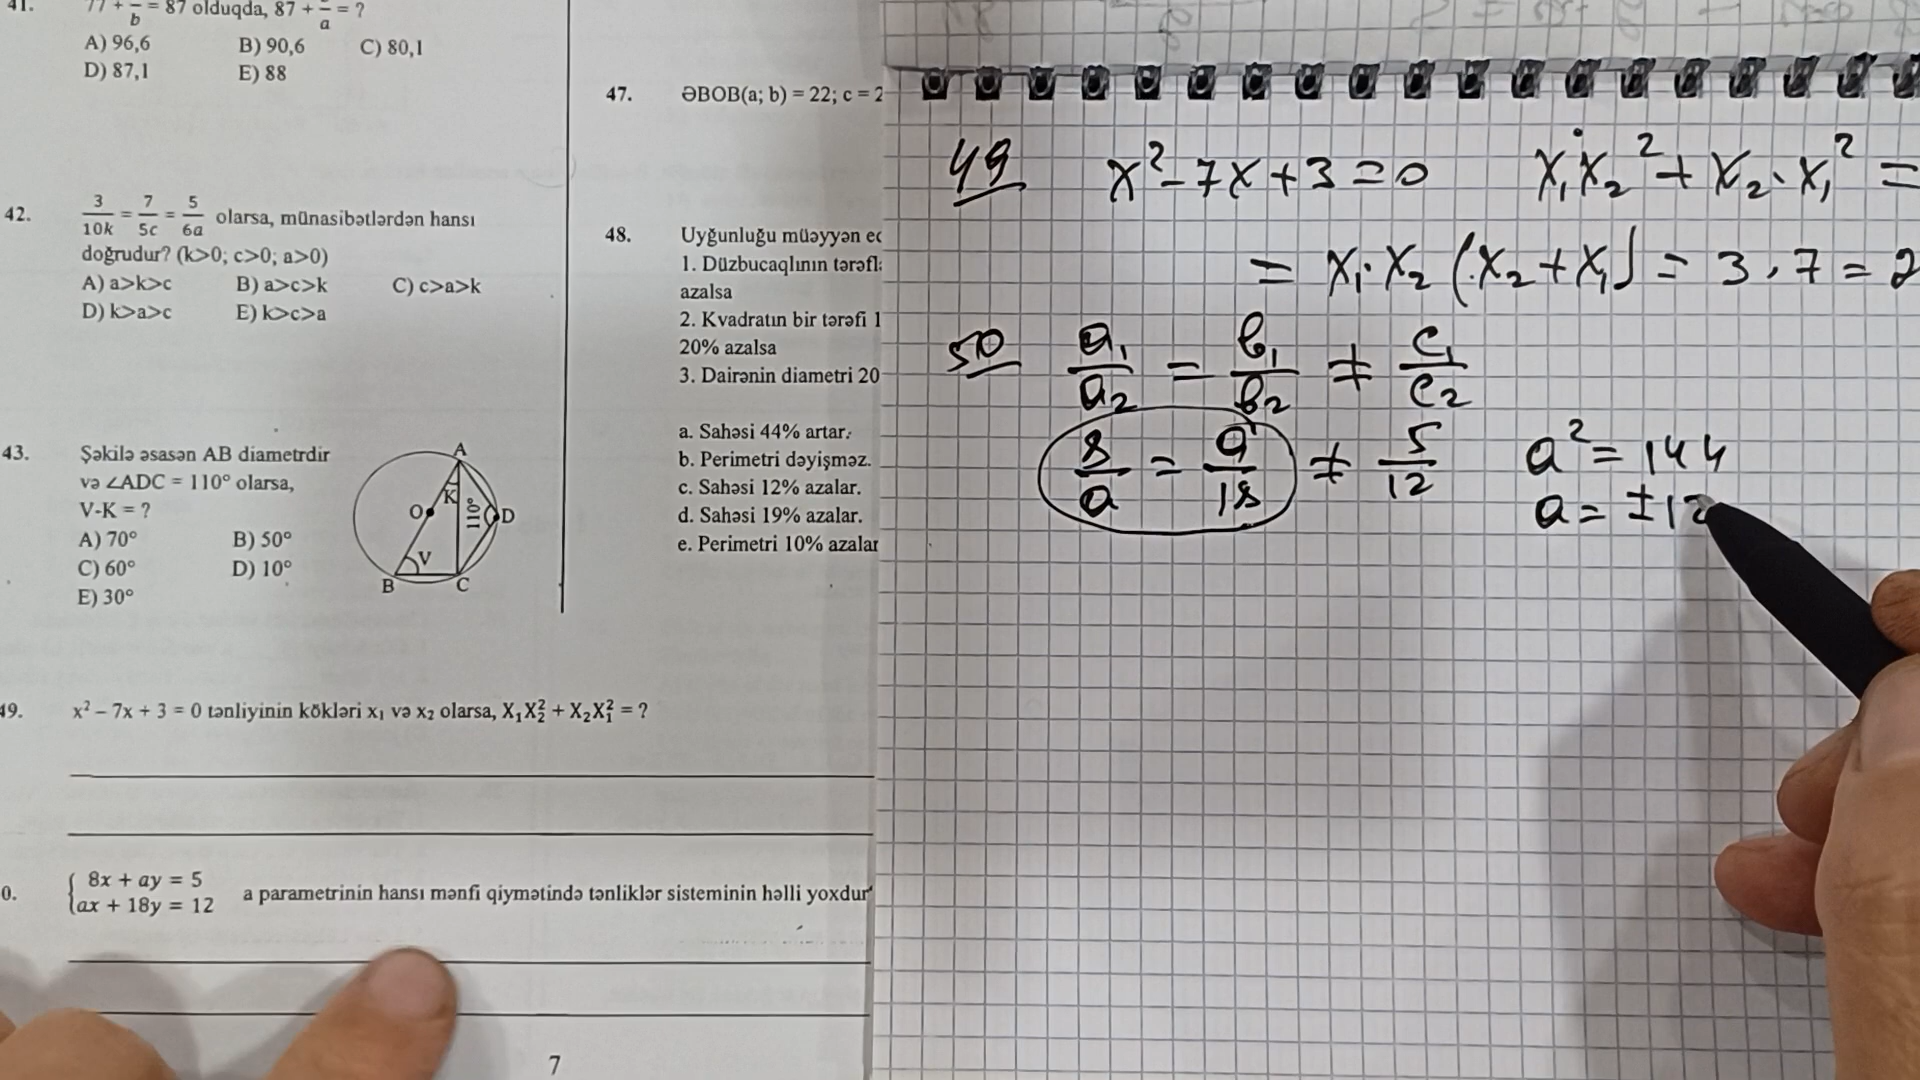 41. 77 + — = 87 olduqda, 87 + — = ?
b a
A) 96,6 B) 90,6 C) 80,1
D) 87,1 E) 88
42. 3/10k = 7/5c = 5/6a olarsa, münasibətlərdən hansı
doğrudur? (k>0; c>0; a>0)
A) a>k>c B) a>c>k C) c>a>k
D) k>a>c E) k>c>a
43. Şəkilə əsasən AB diametrdir
və ∠ADC = 110° olarsa,
V-K = ?
A) 70° B) 50°
C) 60° D) 10°
E) 30°
A
K
O
110°
D
V
B
C
47. ƏBOB(a; b) = 22; c = 2
48. Uyğunluğu müəyyən ed
1. Düzbucaqlının tərəflə
azalsa
2. Kvadratın bir tərəfi 1
20% azalsa
3. Dairənin diametri 20
a. Sahəsi 44% artar.
b. Perimetri dəyişməz.
c. Sahəsi 12% azalar.
d. Sahəsi 19% azalar.
e. Perimetri 10% azalar
49. x² – 7x + 3 = 0 tənliyinin kökləri x₁ və x₂ olarsa, X₁X₂² + X₂X₁² = ?
0. { 8x + ay = 5
ax + 18y = 12 a parametrinin hansı mənfi qiymətində tənliklər sisteminin həlli yoxdur
7
49 x² - 7x + 3 = 0 x₁x₂² + x₂·x₁² =
= x₁·x₂ (x₂ + x₁) = 3 · 7 = 2
50 a₁/a₂ = b₁/b₂ ≠ c₁/c₂
8/a = a/18 ≠ 5/12 a² = 144
a = ±12